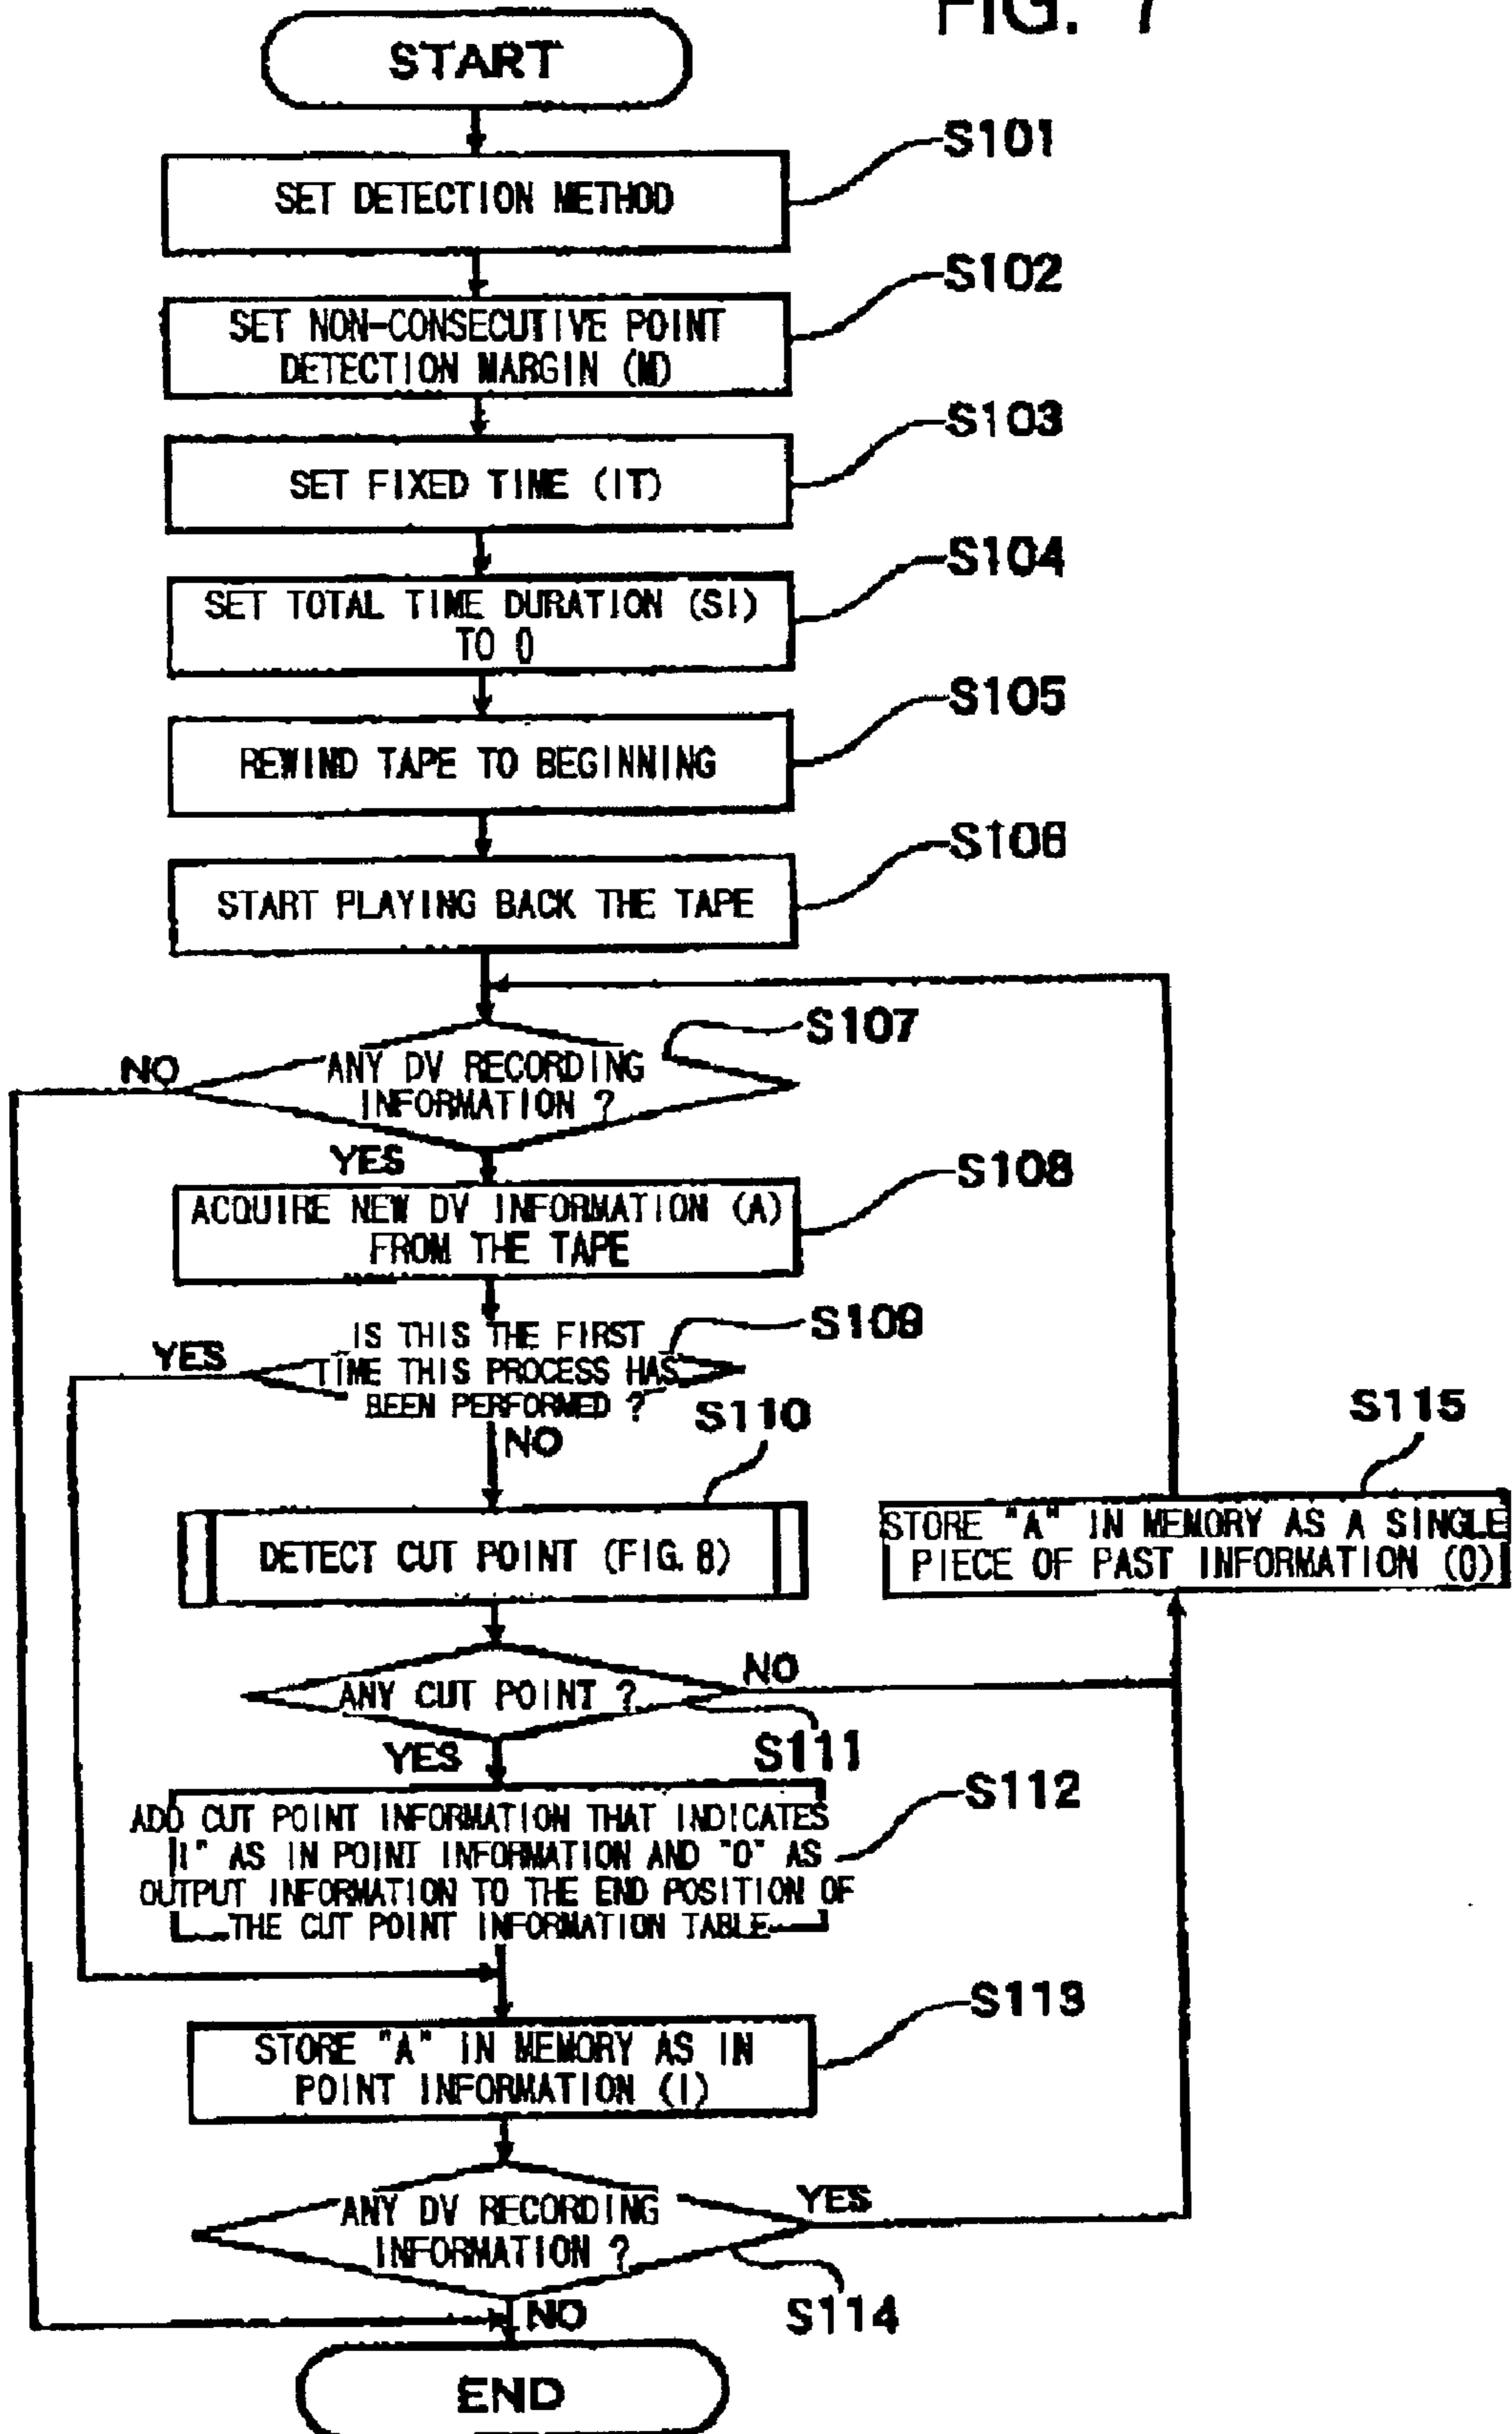 FIG. 7
START
S101
SET DETECTION METHOD
S102
SET NON-CONSECUTIVE POINT
DETECTION MARGIN (M)
S103
SET FIXED TIME (IT)
S104
SET TOTAL TIME DURATION (SI)
TO 0
S105
REWIND TAPE TO BEGINNING
S106
START PLAYING BACK THE TAPE
S107
NO
ANY DV RECORDING
INFORMATION ?
YES
S108
ACQUIRE NEW DV INFORMATION (A)
FROM THE TAPE
S109
YES
IS THIS THE FIRST
TIME THIS PROCESS HAS
BEEN PERFORMED ?
NO
S110
DETECT CUT POINT (FIG. 8)
S115
STORE "A" IN MEMORY AS A SINGLE
PIECE OF PAST INFORMATION (O)
ANY CUT POINT ?
NO
S111
YES
S112
ADD CUT POINT INFORMATION THAT INDICATES
"I" AS IN POINT INFORMATION AND "O" AS
OUTPUT INFORMATION TO THE END POSITION OF
THE CUT POINT INFORMATION TABLE
S113
STORE "A" IN MEMORY AS IN
POINT INFORMATION (I)
ANY DV RECORDING
INFORMATION ?
YES
S114
NO
END